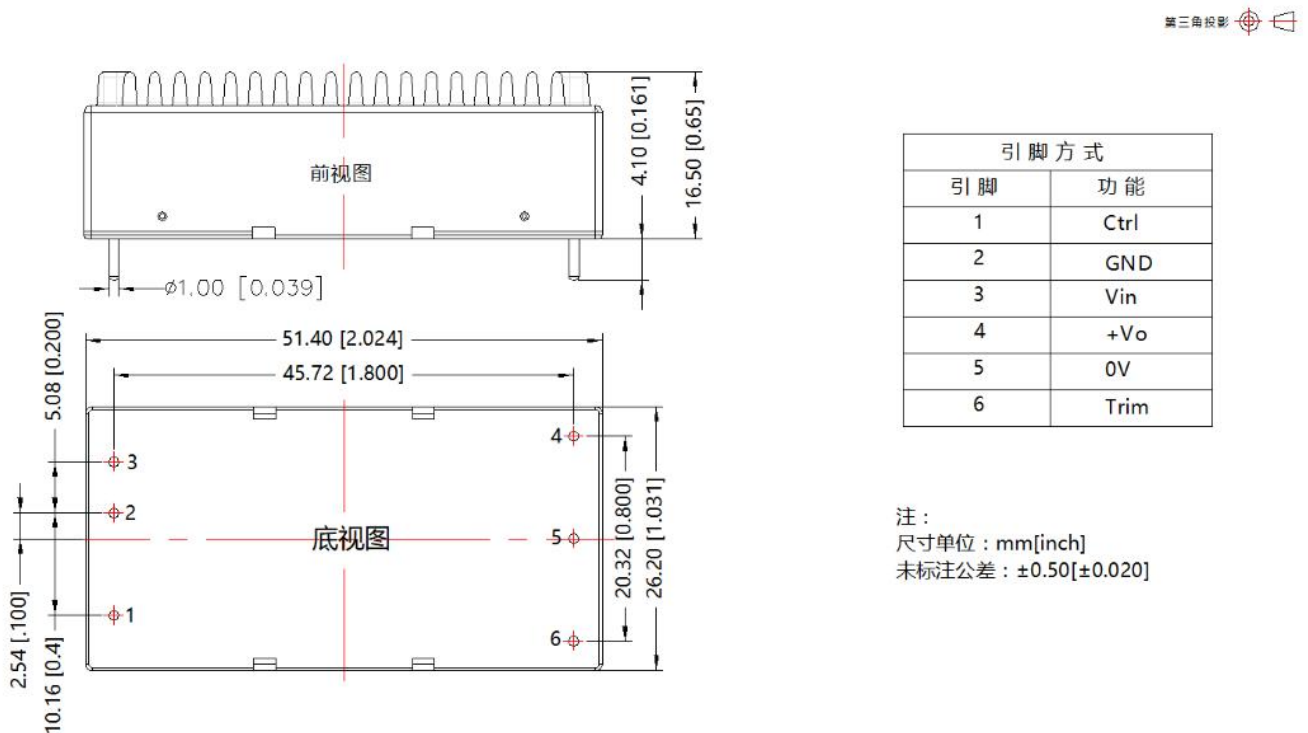 第三角投影
前视图
4.10 [0.161]
16.50 [0.65]
ø1.00 [0.039]
51.40 [2.024]
45.72 [1.800]
5.08 [0.200]
2.54 [.100]
10.16 [0.4]
3
2
1
底视图
4
5
6
20.32 [0.800]
26.20 [1.031]
引脚方式
引脚 功能
1 Ctrl
2 GND
3 Vin
4 +Vo
5 0V
6 Trim
注：
尺寸单位：mm[inch]
未标注公差：±0.50[±0.020]